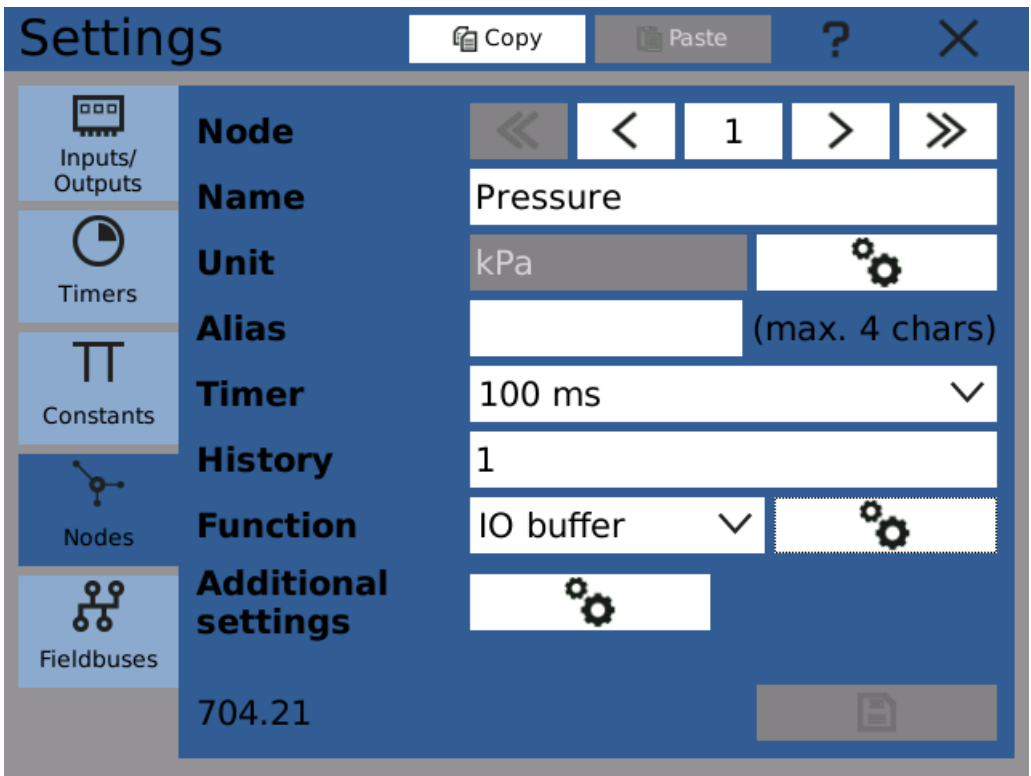 Settings
Copy
Paste
?
Inputs/
Outputs
Timers
Constants
Nodes
Fieldbuses
Node
1
Name
Pressure
Unit
kPa
Alias
(max. 4 chars)
Timer
100 ms
History
1
Function
IO buffer
Additional
settings
704.21